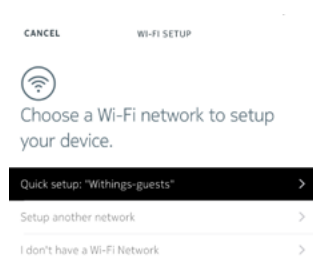 CANCEL WI-FI SETUP
Choose a Wi-Fi network to setup
your device.
Quick setup: "Withings-guests"
Setup another network
I don't have a Wi-Fi Network